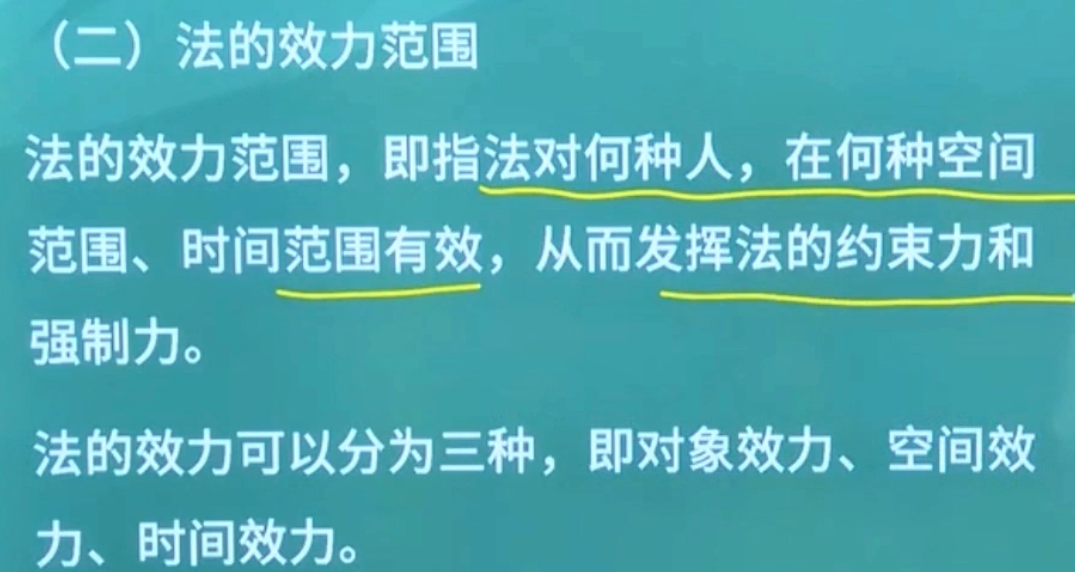 （二）法的效力范围
法的效力范围，即指法对何种人，在何种空间
范围、时间范围有效，从而发挥法的约束力和
强制力。
法的效力可以分为三种，即对象效力、空间效
力、时间效力。